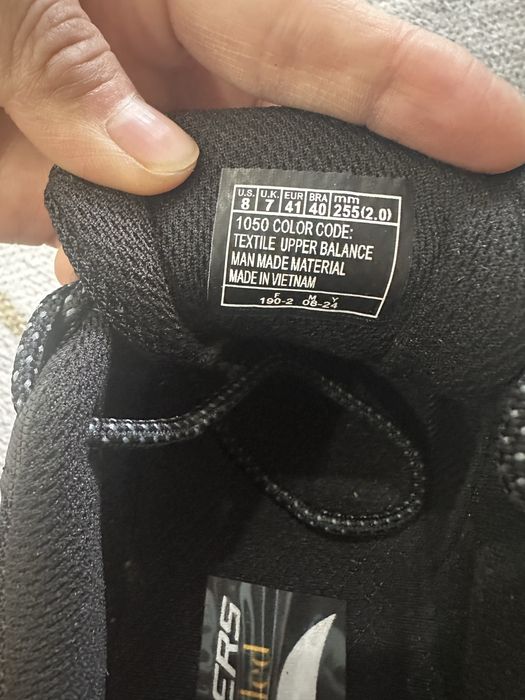 U.S. U.K. EUR BRA mm
8 7 41 40 255(2.0)
1050 COLOR CODE:
TEXTILE UPPER BALANCE
MAN MADE MATERIAL
MADE IN VIETNAM
F M Y
190-2 08-24
ERS